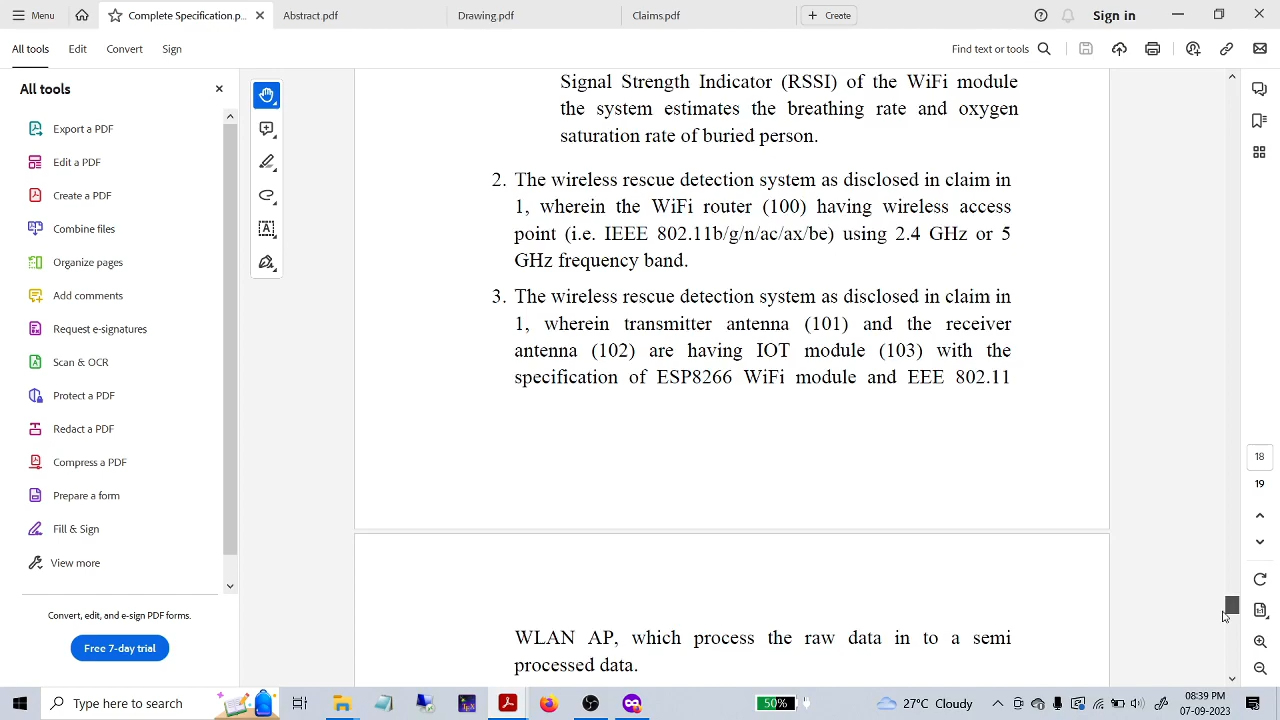 Menu
Complete Specification.p...
Abstract.pdf
Drawing.pdf
Claims.pdf
Create
Sign in
All tools
Edit
Convert
Sign
Find text or tools
All tools
Export a PDF
Edit a PDF
Create a PDF
Combine files
Organize pages
Add comments
Request e-signatures
Scan & OCR
Protect a PDF
Redact a PDF
Compress a PDF
Prepare a form
Fill & Sign
View more
Convert, edit, and e-sign PDF forms.
Free 7-day trial
Signal Strength Indicator (RSSI) of the WiFi module
the system estimates the breathing rate and oxygen
saturation rate of buried person.
2. The wireless rescue detection system as disclosed in claim in
1, wherein the WiFi router (100) having wireless access
point (i.e. IEEE 802.11b/g/n/ac/ax/be) using 2.4 GHz or 5
GHz frequency band.
3. The wireless rescue detection system as disclosed in claim in
1, wherein transmitter antenna (101) and the receiver
antenna (102) are having IOT module (103) with the
specification of ESP8266 WiFi module and EEE 802.11
WLAN AP, which process the raw data in to a semi
processed data.
18
19
Type here to search
50%
27°C Cloudy
08:39 PM
07-09-2023